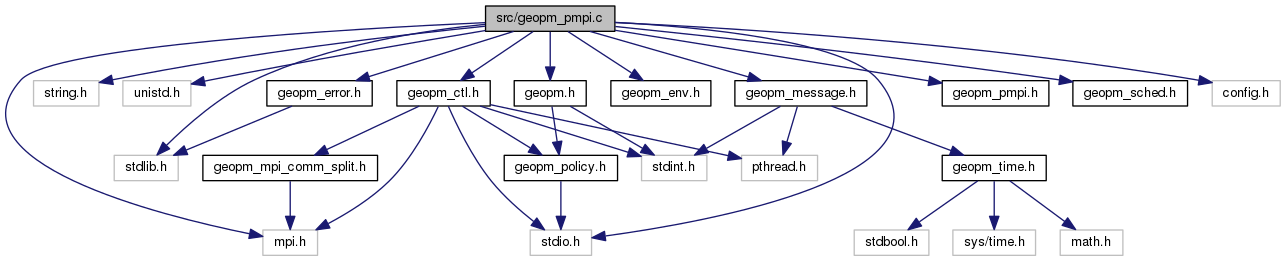 src/geopm_pmpi.c
string.h
unistd.h
geopm_error.h
geopm_ctl.h
geopm.h
geopm_env.h
geopm_message.h
geopm_pmpi.h
geopm_sched.h
config.h
stdlib.h
geopm_mpi_comm_split.h
geopm_policy.h
stdint.h
pthread.h
geopm_time.h
mpi.h
stdio.h
stdbool.h
sys/time.h
math.h